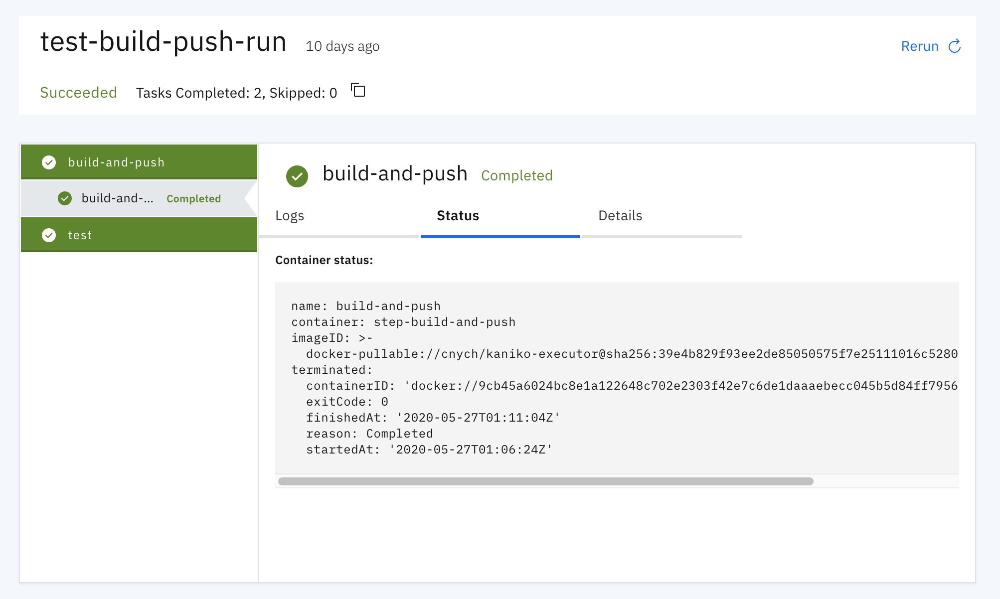 test-build-push-run 10 days ago
Rerun
Succeeded Tasks Completed: 2, Skipped: 0
build-and-push
build-and-... Completed
test
build-and-push Completed
Logs Status Details
Container status:
name: build-and-push
container: step-build-and-push
imageID: >-
  docker-pullable://cnych/kaniko-executor@sha256:39e4b829f93ee2de85050575f7e25111016c5280
terminated:
  containerID: 'docker://9cb45a6024bc8e1a122648c702e2303f42e7c6de1daaaebecc045b5d84ff7956
  exitCode: 0
  finishedAt: '2020-05-27T01:11:04Z'
  reason: Completed
  startedAt: '2020-05-27T01:06:24Z'